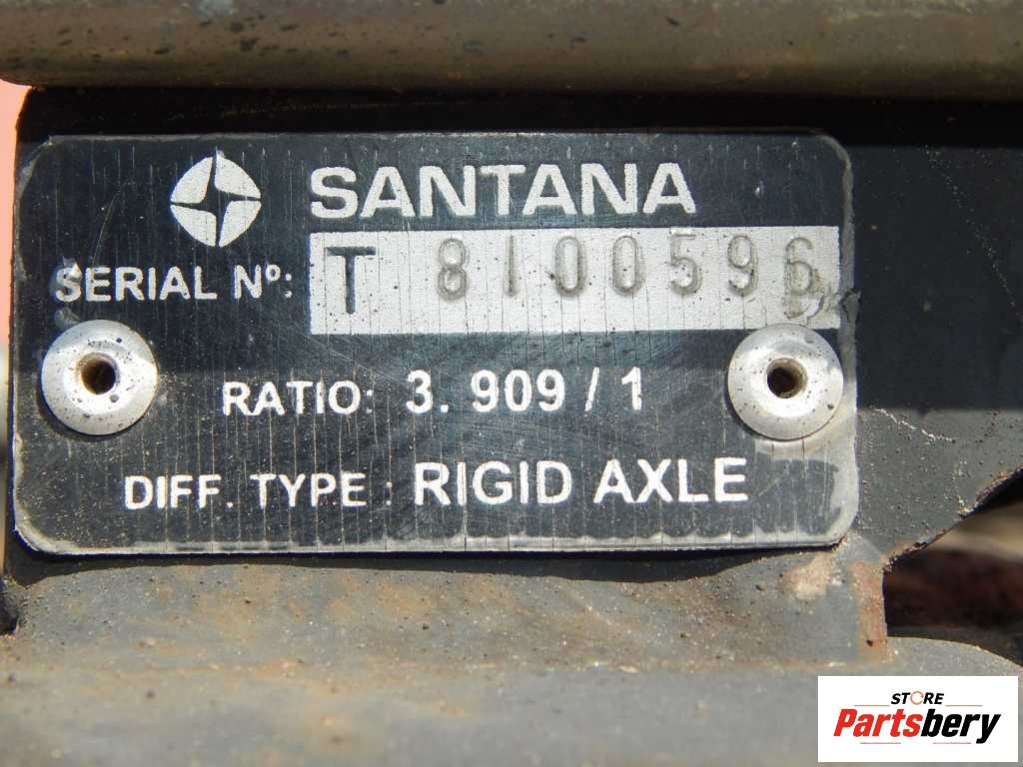 SANTANA
SERIAL Nº: T 8100596
RATIO: 3. 909 / 1
DIFF. TYPE : RIGID AXLE
STORE
Partsbery